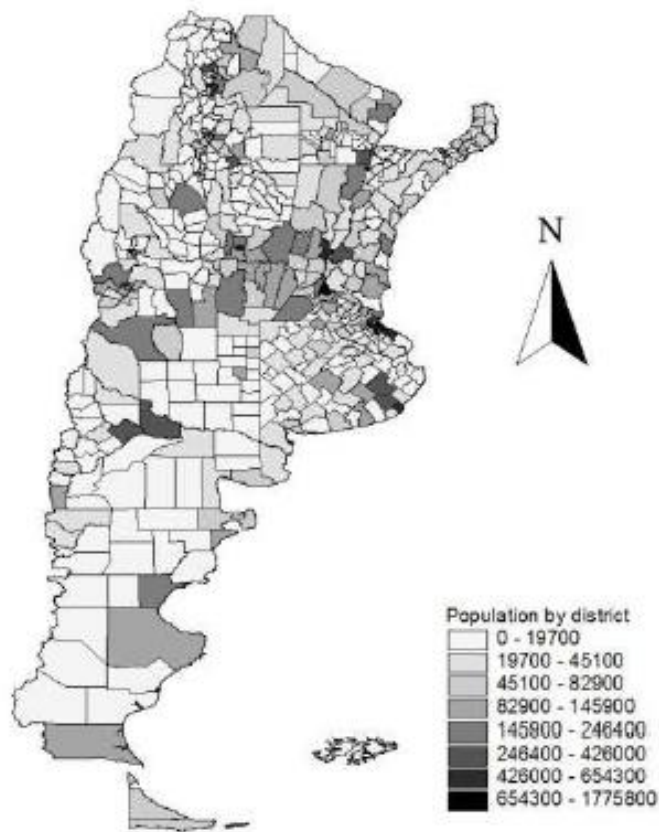 N
Population by district
0 - 19700
19700 - 45100
45100 - 82900
82900 - 145900
145900 - 246400
246400 - 426000
426000 - 654300
654300 - 1775800